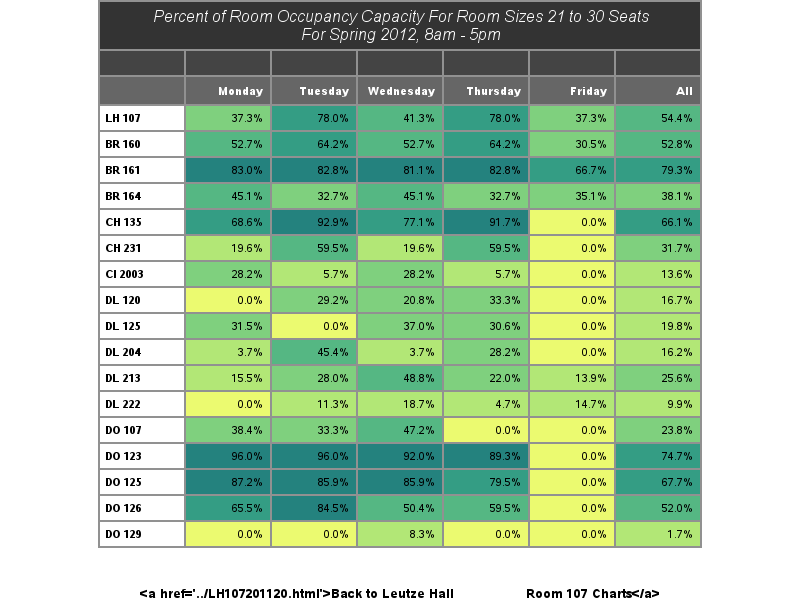 Percent of Room Occupancy Capacity For Room Sizes 21 to 30 Seats
For Spring 2012, 8am - 5pm
Monday Tuesday Wednesday Thursday Friday All
LH 107 37.3% 78.0% 41.3% 78.0% 37.3% 54.4%
BR 160 52.7% 64.2% 52.7% 64.2% 30.5% 52.8%
BR 161 83.0% 82.8% 81.1% 82.8% 66.7% 79.3%
BR 164 45.1% 32.7% 45.1% 32.7% 35.1% 38.1%
CH 135 68.6% 92.9% 77.1% 91.7% 0.0% 66.1%
CH 231 19.6% 59.5% 19.6% 59.5% 0.0% 31.7%
CI 2003 28.2% 5.7% 28.2% 5.7% 0.0% 13.6%
DL 120 0.0% 29.2% 20.8% 33.3% 0.0% 16.7%
DL 125 31.5% 0.0% 37.0% 30.6% 0.0% 19.8%
DL 204 3.7% 45.4% 3.7% 28.2% 0.0% 16.2%
DL 213 15.5% 28.0% 48.8% 22.0% 13.9% 25.6%
DL 222 0.0% 11.3% 18.7% 4.7% 14.7% 9.9%
DO 107 38.4% 33.3% 47.2% 0.0% 0.0% 23.8%
DO 123 96.0% 96.0% 92.0% 89.3% 0.0% 74.7%
DO 125 87.2% 85.9% 85.9% 79.5% 0.0% 67.7%
DO 126 65.5% 84.5% 50.4% 59.5% 0.0% 52.0%
DO 129 0.0% 0.0% 8.3% 0.0% 0.0% 1.7%
<a href='../LH107201120.html'>Back to Leutze Hall Room 107 Charts</a>